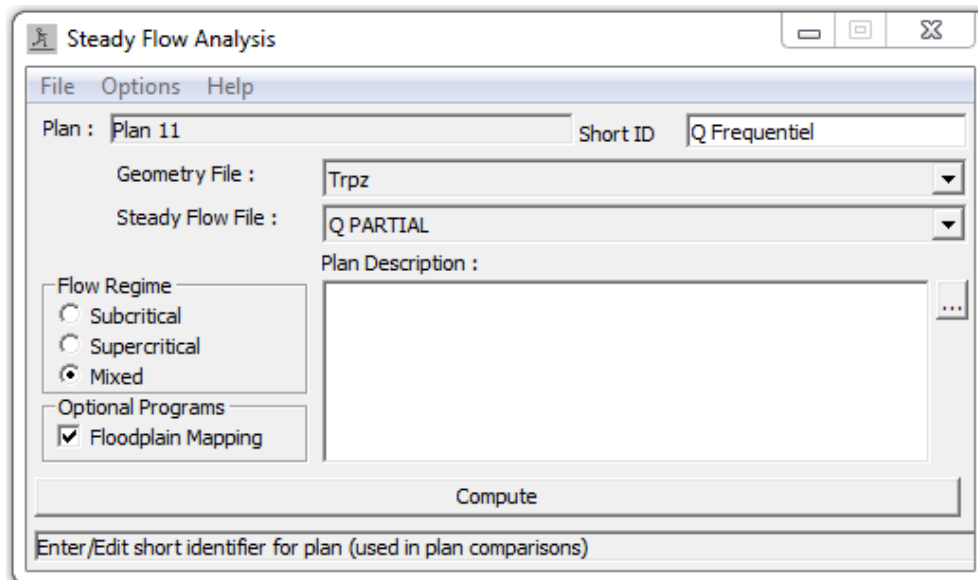 Steady Flow Analysis
File Options Help
Plan : Plan 11 Short ID Q Frequentiel
Geometry File : Trpz
Steady Flow File : Q PARTIAL
Plan Description :
Flow Regime
Subcritical
Supercritical
Mixed
...
Optional Programs
Floodplain Mapping
Compute
Enter/Edit short identifier for plan (used in plan comparisons)